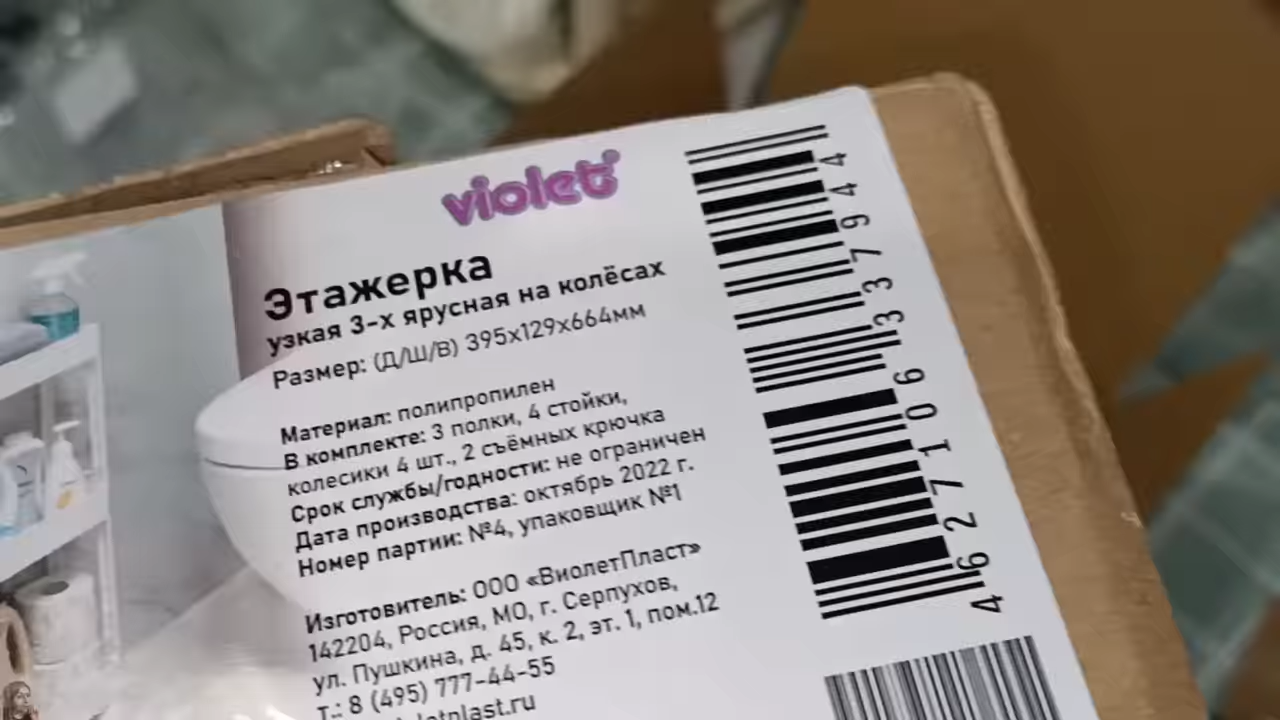 violet
Этажерка
узкая 3-х ярусная на колёсах
Размер: (Д/Ш/В) 395х129х664мм
Материал: полипропилен
В комплекте: 3 полки, 4 стойки,
колесики 4 шт., 2 съёмных крючка
Срок службы/годности: не ограничен
Дата производства: октябрь 2022 г.
Номер партии: №4, упаковщик №1
Изготовитель: ООО «ВиолетПласт»
142204, Россия, МО, г. Серпухов,
ул. Пушкина, д. 45, к. 2, эт. 1, пом.12
т.: 8 (495) 777-44-55
4627106337944